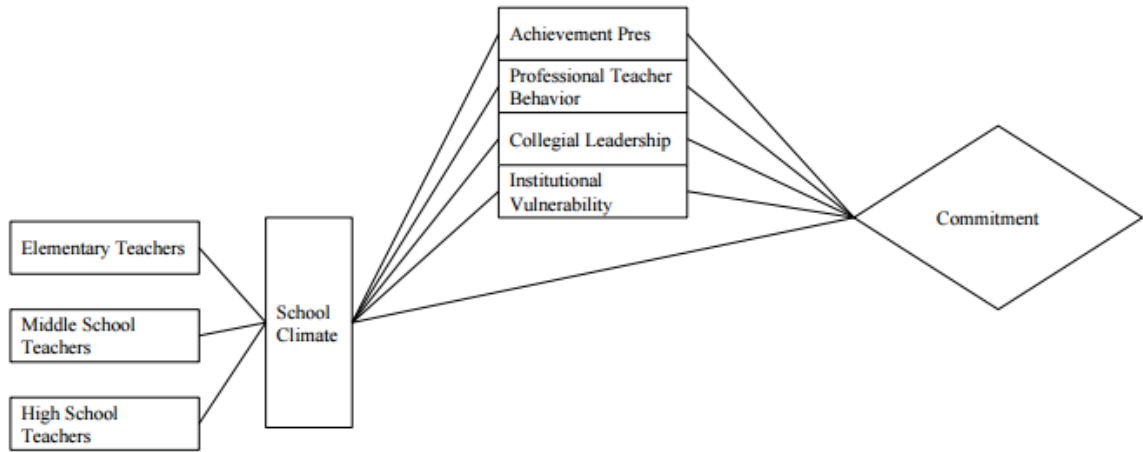 Achievement Pres
Professional Teacher
Behavior
Collegial Leadership
Institutional
Vulnerability
Commitment
Elementary Teachers
School
Climate
Middle School
Teachers
High School
Teachers